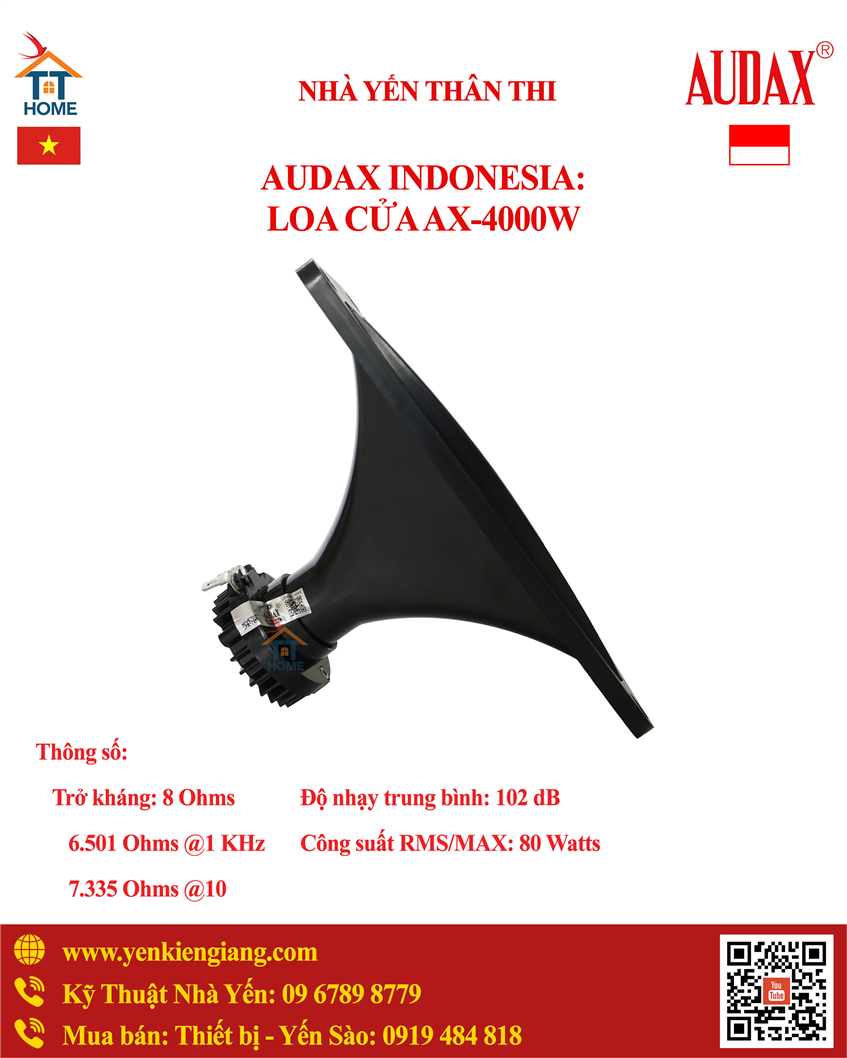 TT
HOME
NHÀ YẾN THÂN THI
AUDAX®
AUDAX INDONESIA:
LOA CỬA AX-4000W
HOME
Thông số:
Trở kháng: 8 Ohms
Độ nhạy trung bình: 102 dB
6.501 Ohms @1 KHz
Công suất RMS/MAX: 80 Watts
7.335 Ohms @10
www.yenkiengiang.com
Kỹ Thuật Nhà Yến: 09 6789 8779
Mua bán: Thiết bị - Yến Sào: 0919 484 818
You
Tube